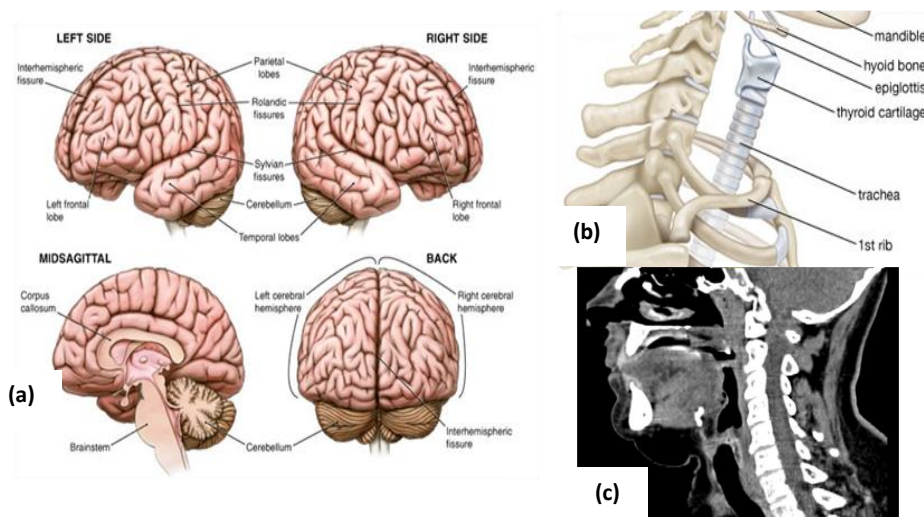 LEFT SIDE
RIGHT SIDE
Interhemispheric
fissure
Parietal
lobes
Interhemispheric
fissure
Rolandic
fissures
Sylvian
fissures
Left frontal
lobe
Cerebellum
Right frontal
lobe
Temporal lobes
MIDSAGITTAL
BACK
Corpus
callosum
Left cerebral
hemisphere
Right cerebral
hemisphere
(a)
Brainstem
Cerebellum
Interhemispheric
fissure
mandible
hyoid bone
epiglottis
thyroid cartilage
trachea
1st rib
(b)
(c)